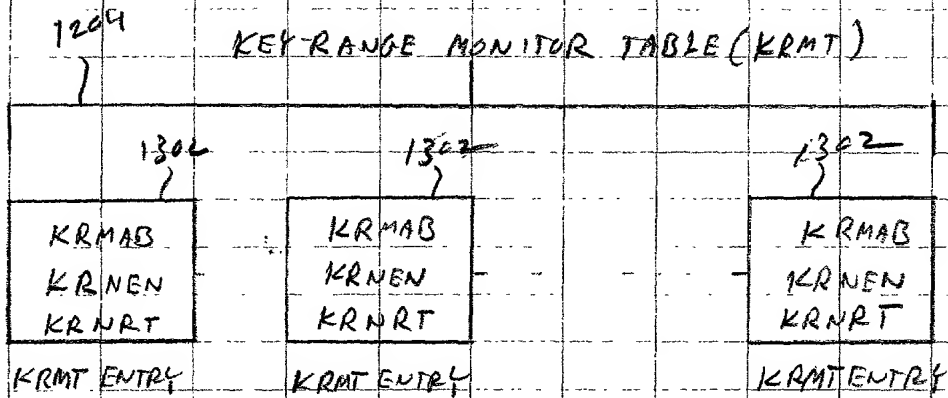 1204
KEY-RANGE MONITOR TABLE (KRMT)
1302 1302 1302
KRMAB KRMAB KRMAB
KRNEN KRNEN KRNEN
KRNRT KRNRT KRNRT
KRMT ENTRY KRMT ENTRY KRMT ENTRY